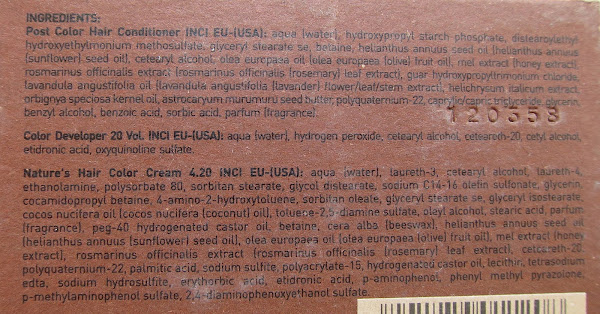 INGREDIENTS:
Post Color Hair Conditioner INCI EU-(USA): aqua (water), hydroxypropyl starch phosphate, distearoylethyl
hydroxyethylmonium methosulfate, glyceryl stearate se, betaine, helianthus annuus seed oil (helianthus annuus
(sunflower) seed oil), cetearyl alcohol, olea europaea oil (olea europaea (olive) fruit oil), mel extract (honey extract),
rosmarinus officinalis extract (rosmarinus officinalis (rosemary) leaf extract), guar hydroxypropyltrimonium chloride,
lavandula angustifolia oil (lavandula angustifolia (lavander) flower/leaf/stem extract), helichrysum italicum extract,
orbignya speciosa kernel oil, astrocaryum murumuru seed butter, polyquaternium-22, caprylic/capric triglyceride, glycerin,
benzyl alcohol, benzoic acid, sorbic acid, parfum (fragrance).
120353
Color Developer 20 Vol. INCI EU-(USA): aqua (water), hydrogen peroxide, cetearyl alcohol, ceteareth-20, cetyl alcohol,
etidronic acid, oxyquinoline sulfate.
Nature's Hair Color Cream 4.20 INCI EU-(USA): aqua (water), laureth-3, cetearyl alcohol, laureth-4,
ethanolamine, polysorbate 80, sorbitan stearate, glycol distearate, sodium C14-16 olefin sulfonate, glycerin,
cocamidopropyl betaine, 4-amino-2-hydroxytoluene, sorbitan oleate, glyceryl stearate se, glyceryl isostearate,
cocos nucifera oil (cocos nucifera (coconut) oil), toluene-2,5-diamine sulfate, oleyl alcohol, stearic acid, parfum
(fragrance), peg-40 hydrogenated castor oil, betaine, cera alba (beeswax), helianthus annuus seed oil
(helianthus annuus (sunflower) seed oil), olea europaea oil (olea europaea (olive) fruit oil), mel extract (honey
extract), rosmarinus officinalis extract (rosmarinus officinalis (rosemary) leaf extract), ceteareth-20,
polyquaternium-22, palmitic acid, sodium sulfite, polyacrylate-15, hydrogenated castor oil, lecithin, tetrasodium
edta, sodium hydrosulfite, erythorbic acid, etidronic acid, p-aminophenol, phenyl methyl pyrazolone,
p-methylaminophenol sulfate, 2,4-diaminophenoxyethanol sulfate.